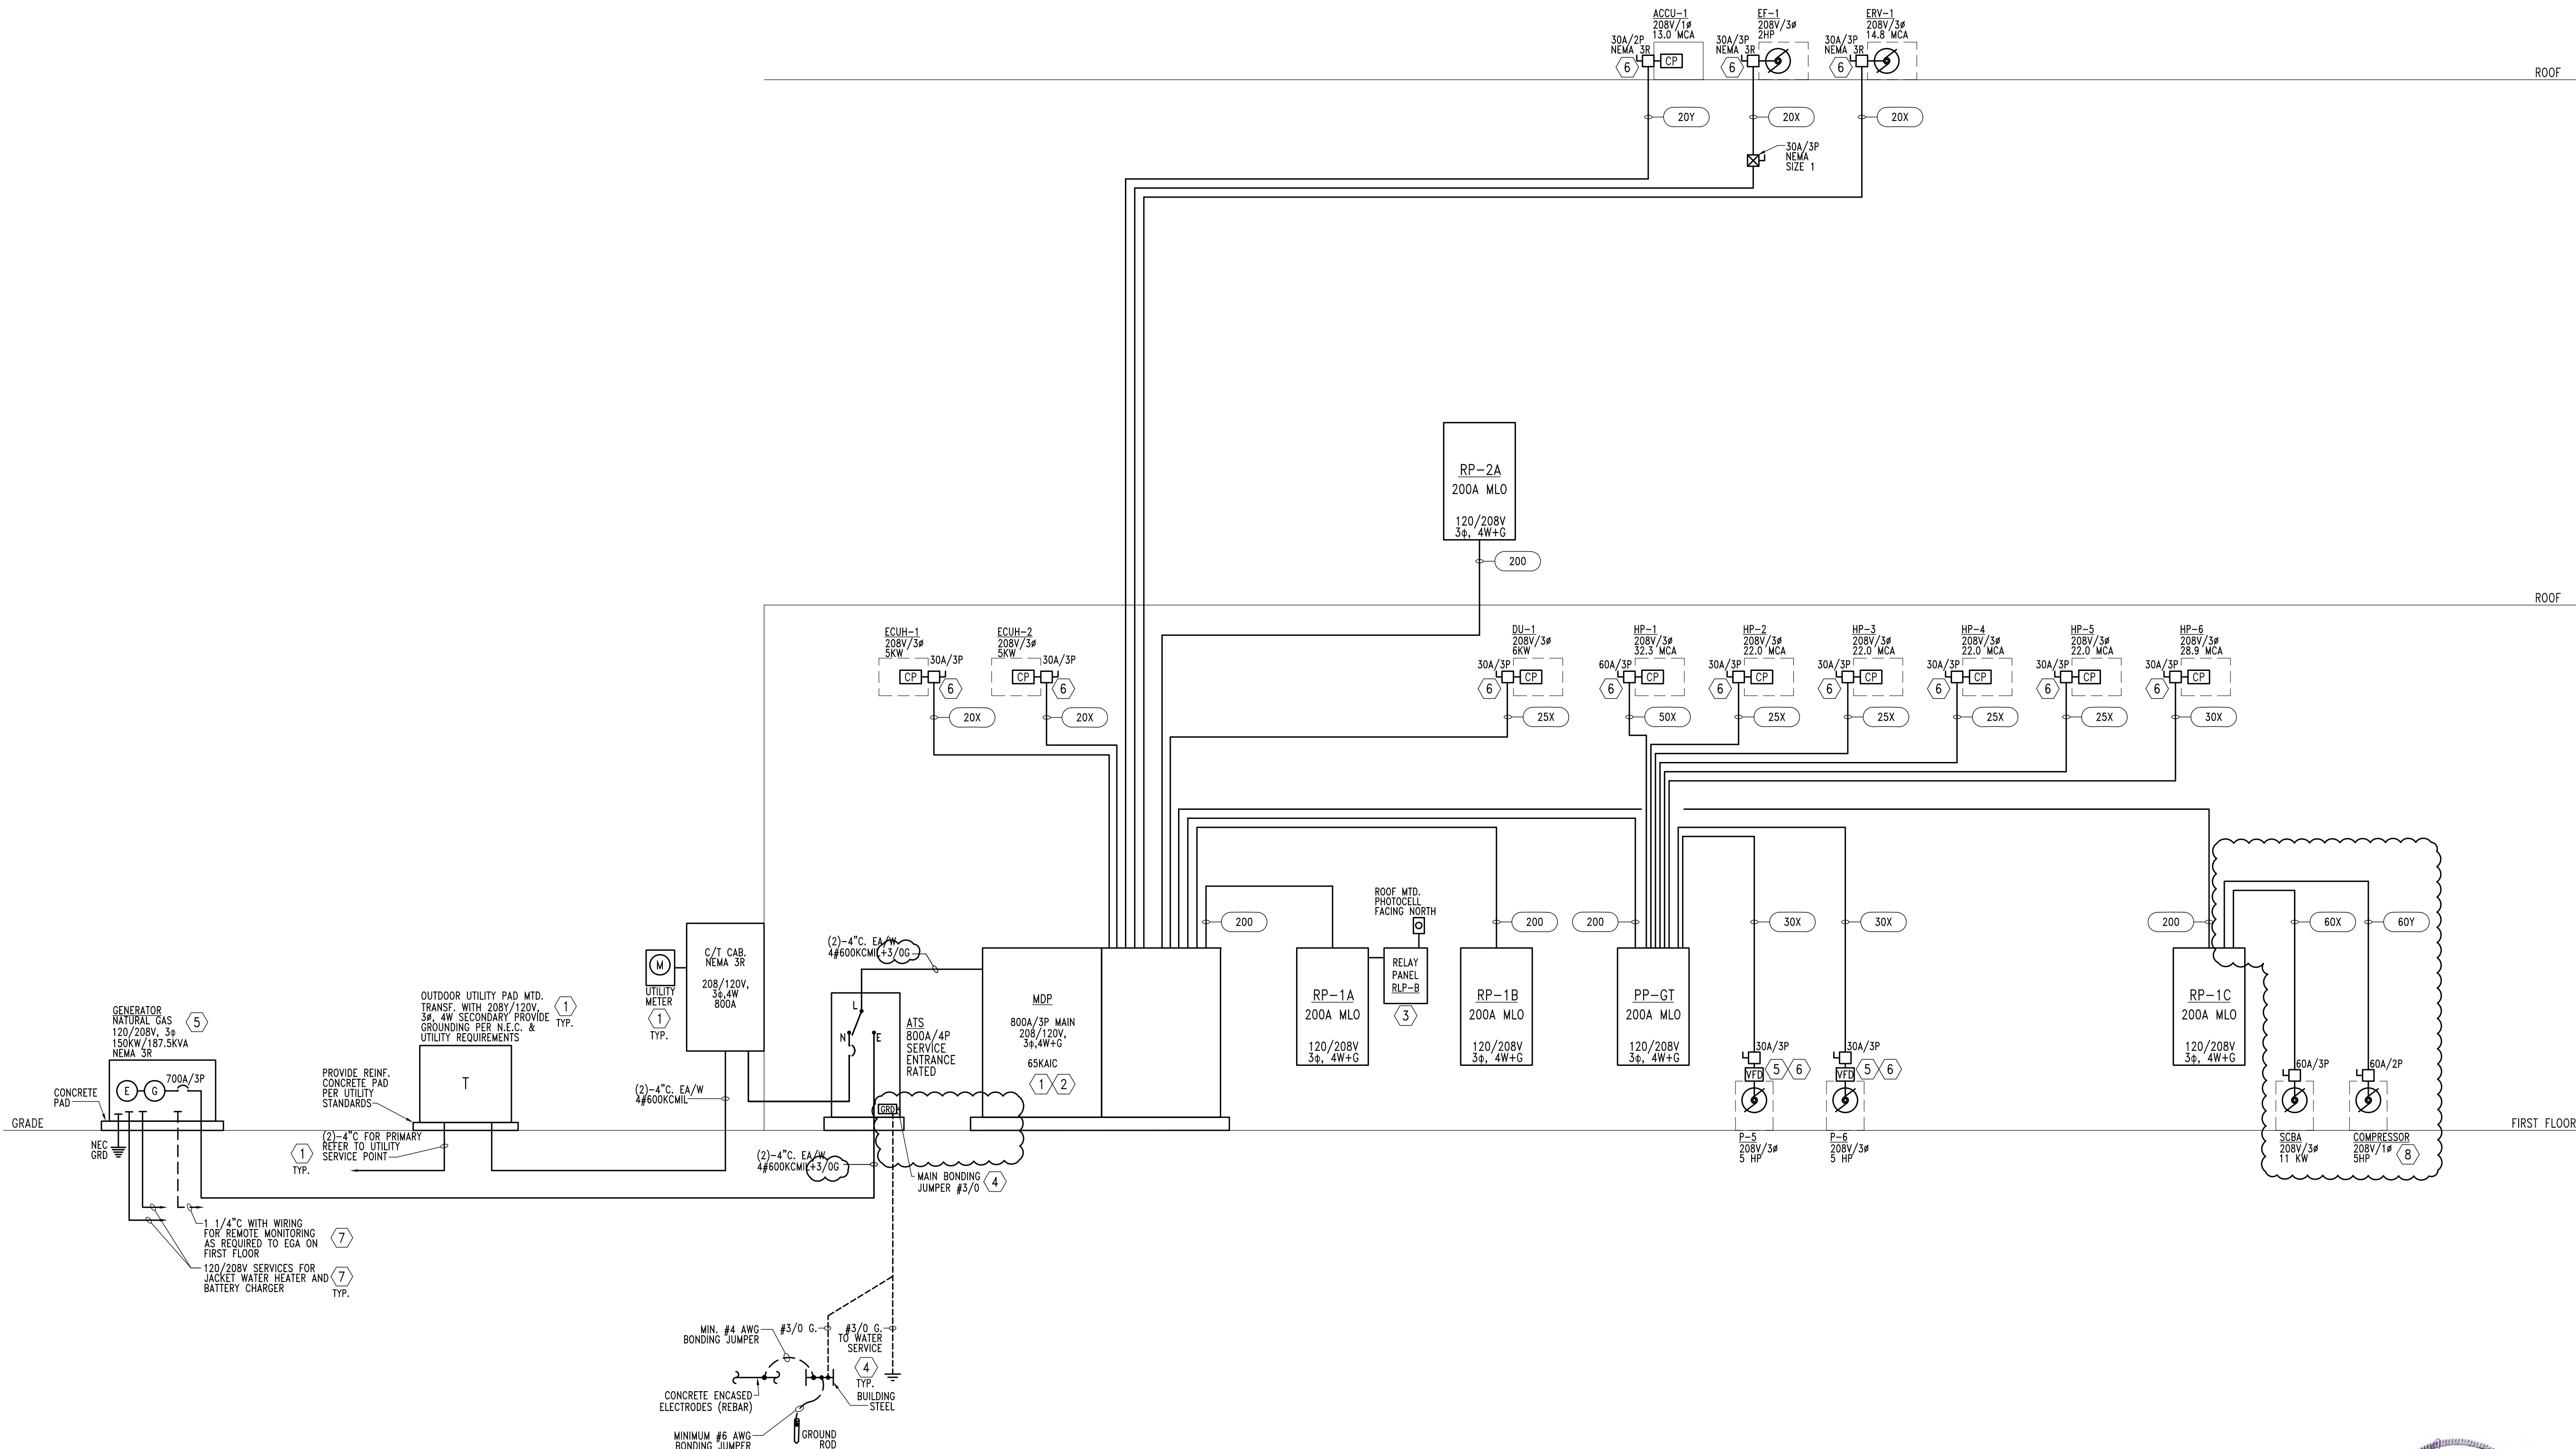 ACCU-1
208V/1ø
13.0 MCA
30A/2P
NEMA 3R
6
CP
EF-1
208V/3ø
2HP
30A/3P
NEMA 3R
6
ERV-1
208V/3ø
14.8 MCA
30A/3P
NEMA 3R
6
ROOF
20Y
20X
20X
30A/3P
NEMA
SIZE 1
RP-2A
200A MLO
120/208V
3ϕ, 4W+G
200
ROOF
ECUH-1
208V/3ø
5KW
30A/3P
CP
6
20X
ECUH-2
208V/3ø
5KW
30A/3P
CP
6
20X
DU-1
208V/3ø
6KW
30A/3P
CP
6
25X
HP-1
208V/3ø
32.3 MCA
60A/3P
CP
6
50X
HP-2
208V/3ø
22.0 MCA
30A/3P
CP
6
25X
HP-3
208V/3ø
22.0 MCA
30A/3P
CP
6
25X
HP-4
208V/3ø
22.0 MCA
30A/3P
CP
6
25X
HP-5
208V/3ø
22.0 MCA
30A/3P
CP
6
25X
HP-6
208V/3ø
28.9 MCA
30A/3P
CP
6
30X
GENERATOR
NATURAL GAS
120/208V, 3ϕ
150KW/187.5KVA
NEMA 3R
5
E
G
700A/3P
CONCRETE
PAD
GRADE
NEC
GRD
OUTDOOR UTILITY PAD MTD.
TRANSF. WITH 208Y/120V,
3ø, 4W SECONDARY PROVIDE
GROUNDING PER N.E.C. &
UTILITY REQUIREMENTS
1
TYP.
T
PROVIDE REINF.
CONCRETE PAD
PER UTILITY
STANDARDS
(2)-4"C FOR PRIMARY
REFER TO UTILITY
SERVICE POINT
1
TYP.
M
UTILITY
METER
1
TYP.
C/T CAB.
NEMA 3R
208/120V,
3ϕ,4W
800A
(2)-4"C. EA/W
4#600KCMIL
(2)-4"C. EA/W
4#600KCMIL+3/0G
L
N
E
ATS
800A/4P
SERVICE
ENTRANCE
RATED
GRD
(2)-4"C. EA/W
4#600KCMIL+3/0G
MAIN BONDING
JUMPER #3/0
4
MDP
800A/3P MAIN
208/120V,
3ϕ,4W+G
65KAIC
1
2
200
RP-1A
200A MLO
120/208V
3ϕ, 4W+G
ROOF MTD.
PHOTOCELL
FACING NORTH
RELAY
PANEL
RLP-B
3
200
RP-1B
200A MLO
120/208V
3ϕ, 4W+G
200
PP-GT
200A MLO
120/208V
3ϕ, 4W+G
30X
30A/3P
VFD
5
6
P-5
208V/3ø
5 HP
30X
30A/3P
VFD
5
6
P-6
208V/3ø
5 HP
200
RP-1C
200A MLO
120/208V
3ϕ, 4W+G
60X
60A/3P
SCBA
208V/3ø
11 KW
60Y
60A/2P
COMPRESSOR
208V/1ø
5HP
8
FIRST FLOOR
1 1/4"C WITH WIRING
FOR REMOTE MONITORING
AS REQUIRED TO EGA ON
FIRST FLOOR
7
120/208V SERVICES FOR
JACKET WATER HEATER AND
BATTERY CHARGER
7
TYP.
MIN. #4 AWG
BONDING JUMPER
#3/0 G.
#3/0 G.
TO WATER
SERVICE
4
TYP.
BUILDING
STEEL
CONCRETE ENCASED
ELECTRODES (REBAR)
MINIMUM #6 AWG
BONDING JUMPER
GROUND
ROD